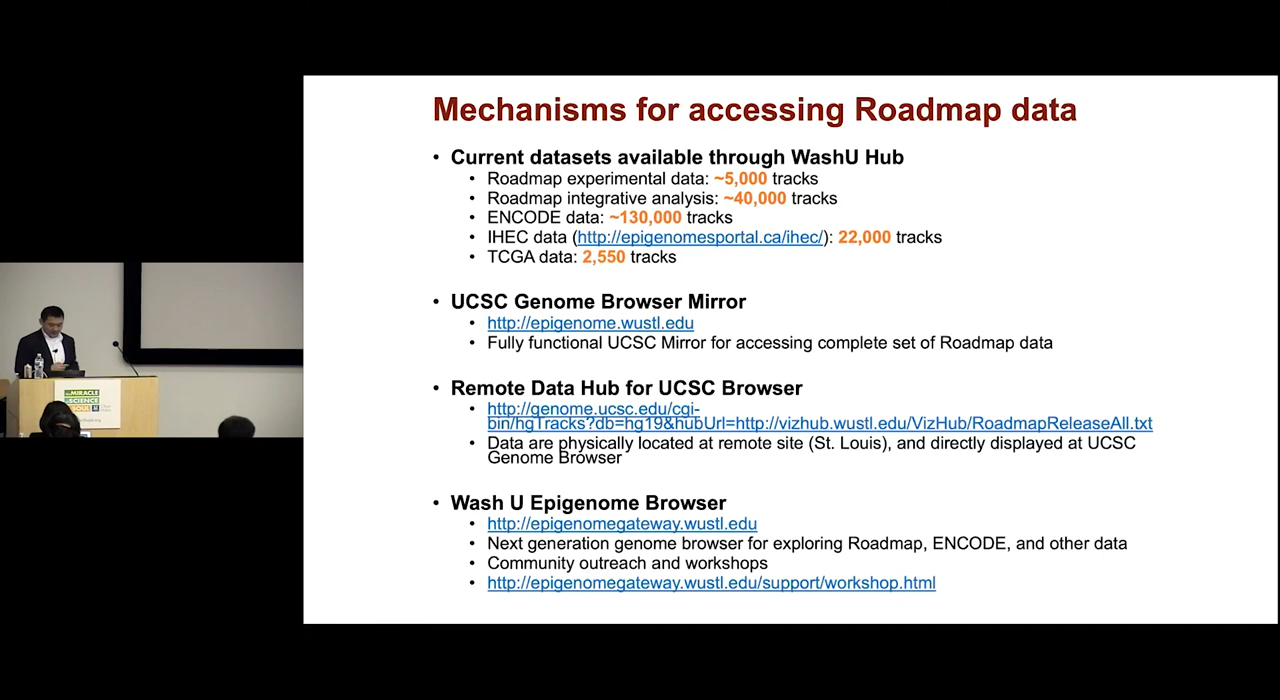 Mechanisms for accessing Roadmap data
• Current datasets available through WashU Hub
• Roadmap experimental data: ~5,000 tracks
• Roadmap integrative analysis: ~40,000 tracks
• ENCODE data: ~130,000 tracks
• IHEC data (http://epigenomesportal.ca/ihec/): 22,000 tracks
• TCGA data: 2,550 tracks
• UCSC Genome Browser Mirror
• http://epigenome.wustl.edu
• Fully functional UCSC Mirror for accessing complete set of Roadmap data
• Remote Data Hub for UCSC Browser
• http://genome.ucsc.edu/cgi-
bin/hgTracks?db=hg19&hubUrl=http://vizhub.wustl.edu/VizHub/RoadmapReleaseAll.txt
• Data are physically located at remote site (St. Louis), and directly displayed at UCSC
Genome Browser
• Wash U Epigenome Browser
• http://epigenomegateway.wustl.edu
• Next generation genome browser for exploring Roadmap, ENCODE, and other data
• Community outreach and workshops
• http://epigenomegateway.wustl.edu/support/workshop.html
MIRACLE
SCIENCE
SOUL